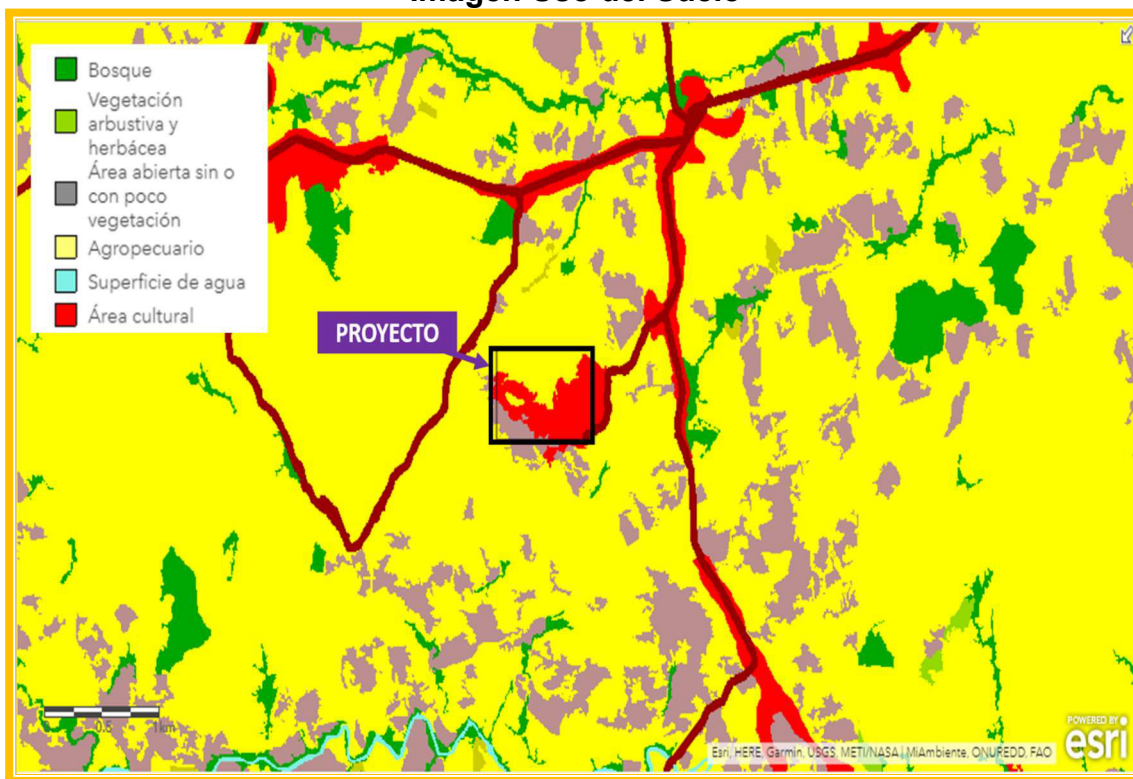 Imagen Uso del Suelo
Bosque
Vegetación
arbustiva y
herbácea
Área abierta sin o
con poco
vegetación
Agropecuario
Superficie de agua
Área cultural
PROYECTO
0.5
1km
Esri, HERE, Garmin, USGS, METI/NASA | MiAmbiente, ONUREDD, FAO
POWERED BY
esri